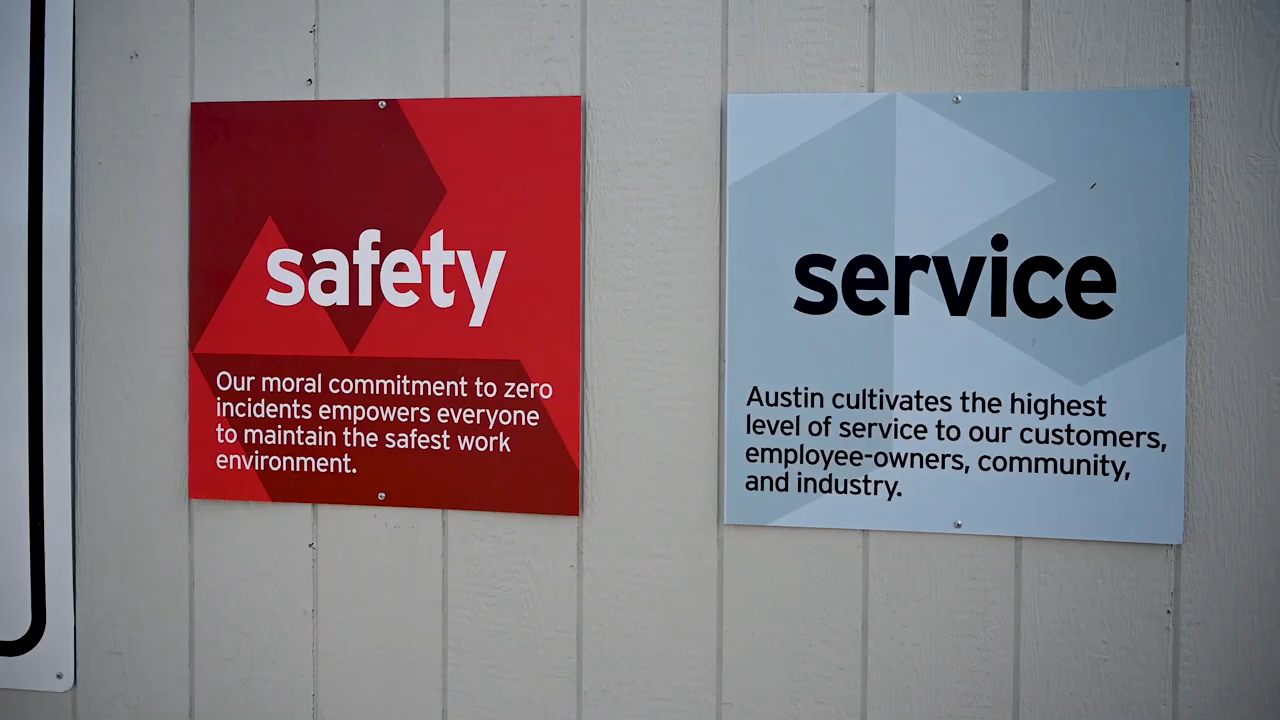 safety
Our moral commitment to zero
incidents empowers everyone
to maintain the safest work
environment.
service
Austin cultivates the highest
level of service to our customers,
employee-owners, community,
and industry.